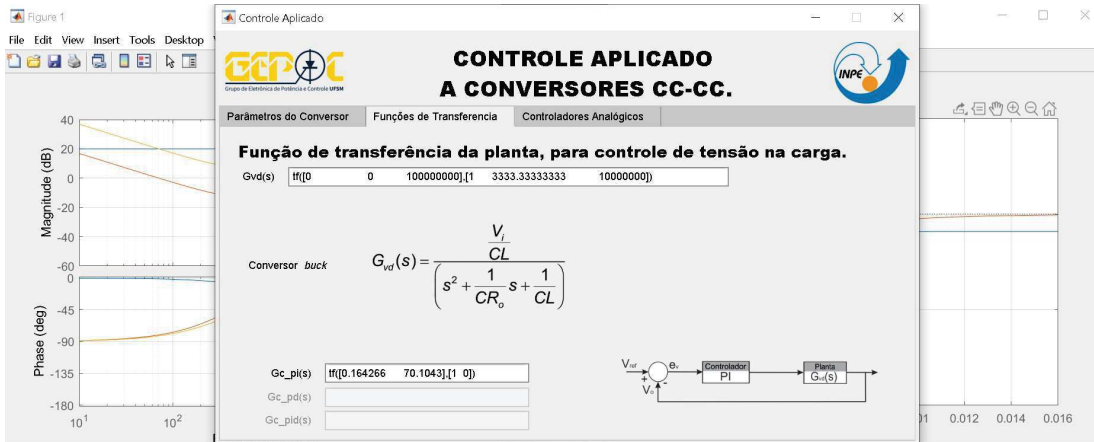 Figure 1
File Edit View Insert Tools Desktop
Controle Aplicado
GEPOC
Grupo de Eletrônica de Potência e Controle UFSM
CONTROLE APLICADO
A CONVERSORES CC-CC.
INPE
Parâmetros do Conversor Funções de Transferencia Controladores Analógicos
Função de transferência da planta, para controle de tensão na carga.
Gvd(s) tf([0 0 100000000],[1 3333.33333333 10000000])
Conversor buck G_vd(s) = (V_i/CL)/(s² + 1/(CR_o) s + 1/(CL))
Gc_pi(s) tf([0.164266 70.1043],[1 0])
Gc_pd(s)
Gc_pid(s)
V_ref + - e_v Controlador PI Planta G_vd(s)
V_o
Magnitude (dB)
40
20
0
-20
-40
-60
Phase (deg)
0
-45
-90
-135
-180
10¹ 10²
0.012 0.014 0.016